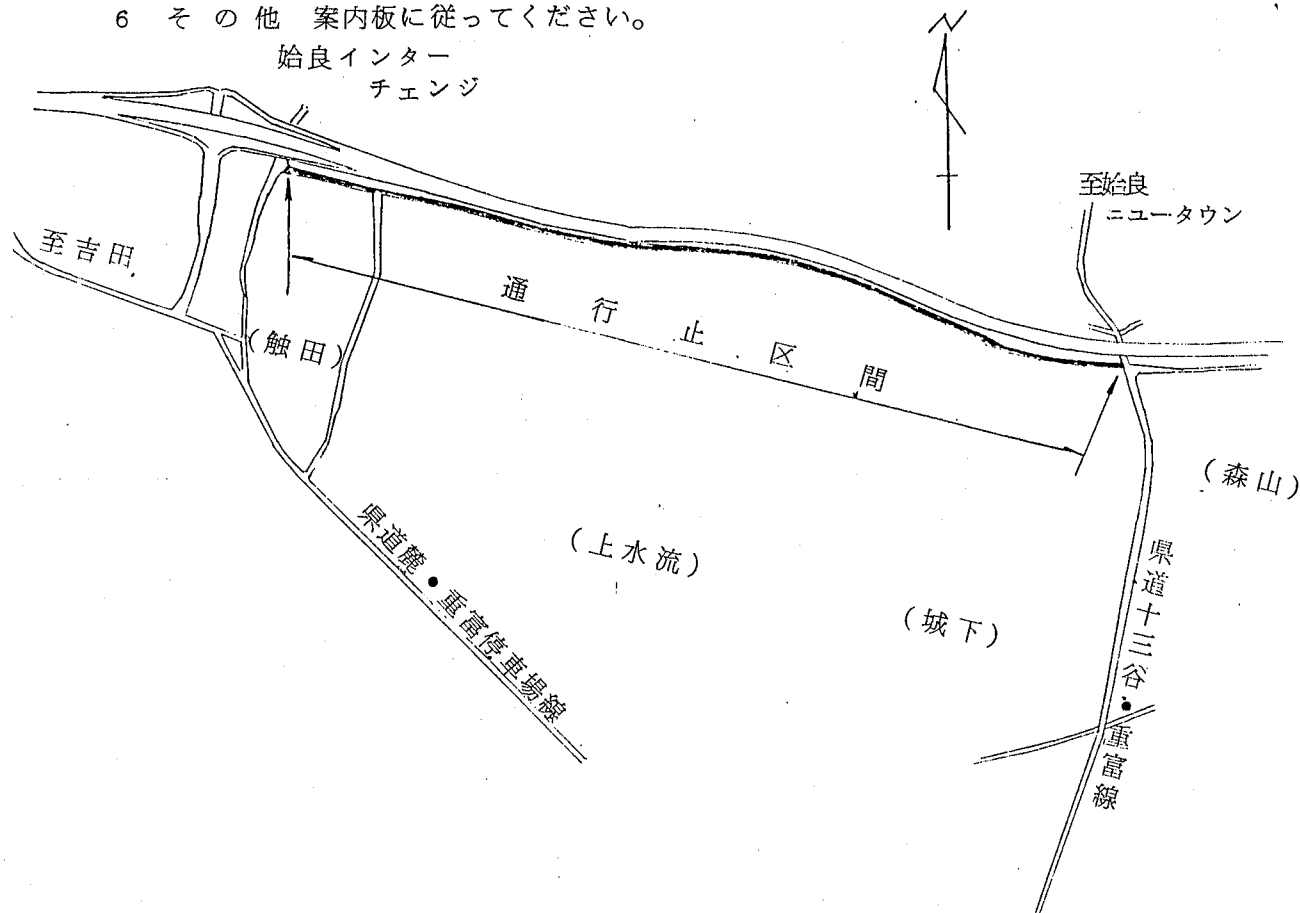 6 その他 案内板に従ってください。
姶良インター
チェンジ
N
至姶良
ニュータウン
至吉田
通行止区間
(触田)
(森山)
県道麓・重富停車場線
(上水流)
(城下)
県道十三谷・重富線